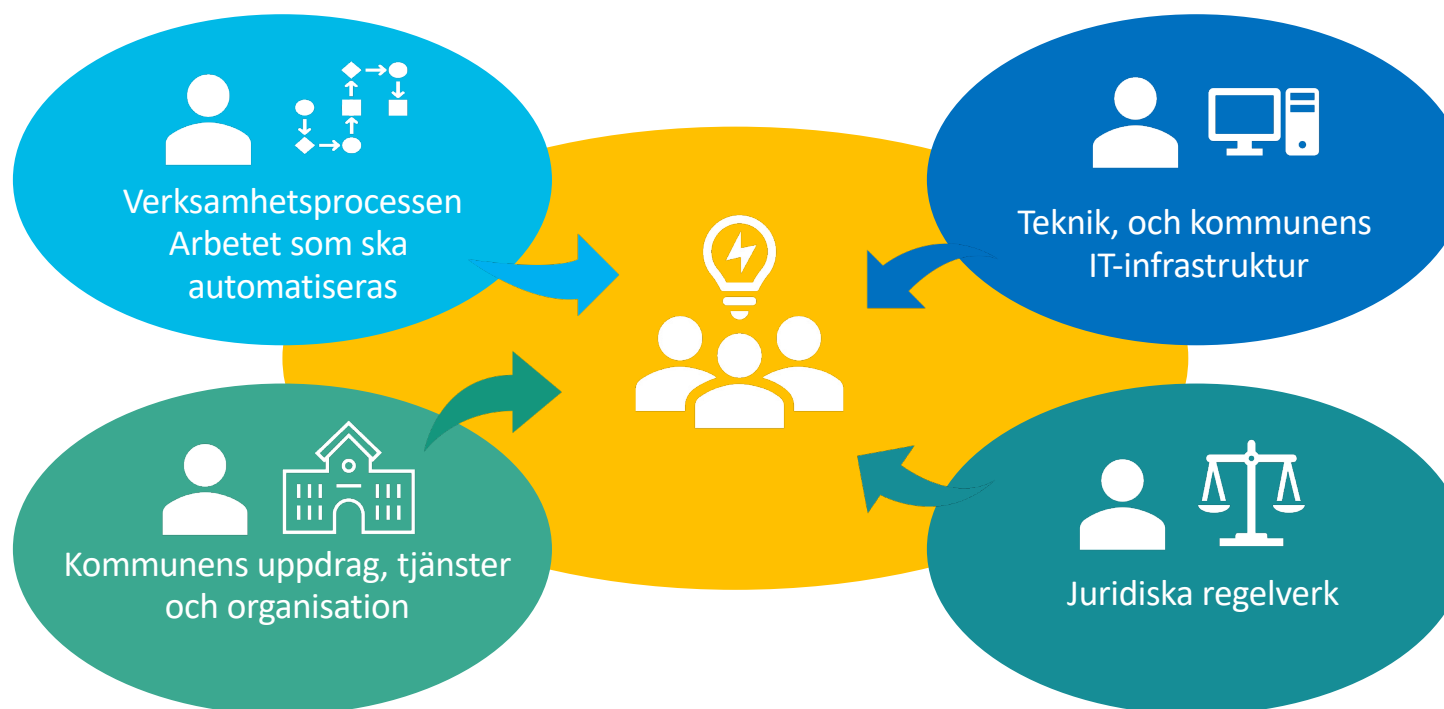 Verksamhetsprocessen
Arbetet som ska
automatiseras
Teknik, och kommunens
IT-infrastruktur
Kommunens uppdrag, tjänster
och organisation
Juridiska regelverk